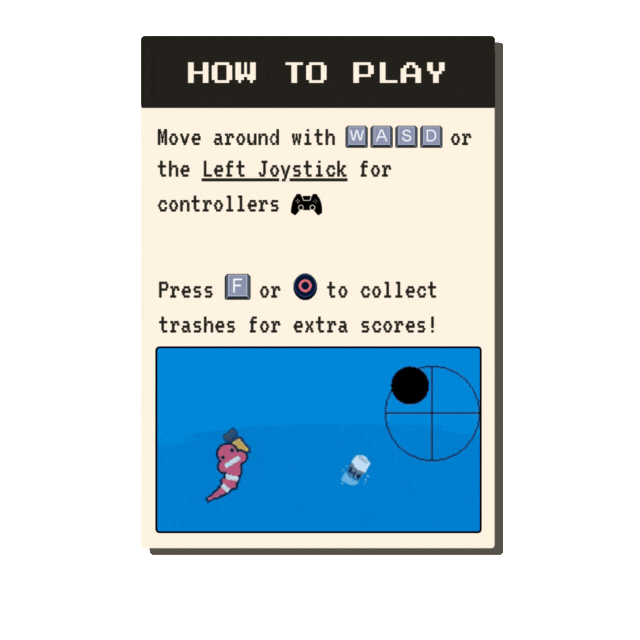 HOW TO PLAY
Move around with W A S D or
the Left Joystick for
controllers
Press F or to collect
trashes for extra scores!